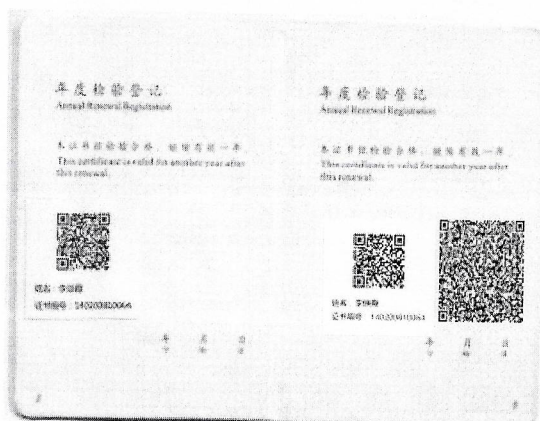 年度检验登记
Annual Renewal Registration
本证书经检验合格，继续有效一年
This certificate is valid for another year after
this renewal.
姓名
证书编号
年 月 日
年度检验登记
Annual Renewal Registration
本证书经检验合格，继续有效一年
This certificate is valid for another year after
this renewal.
姓名
证书编号
年 月 日